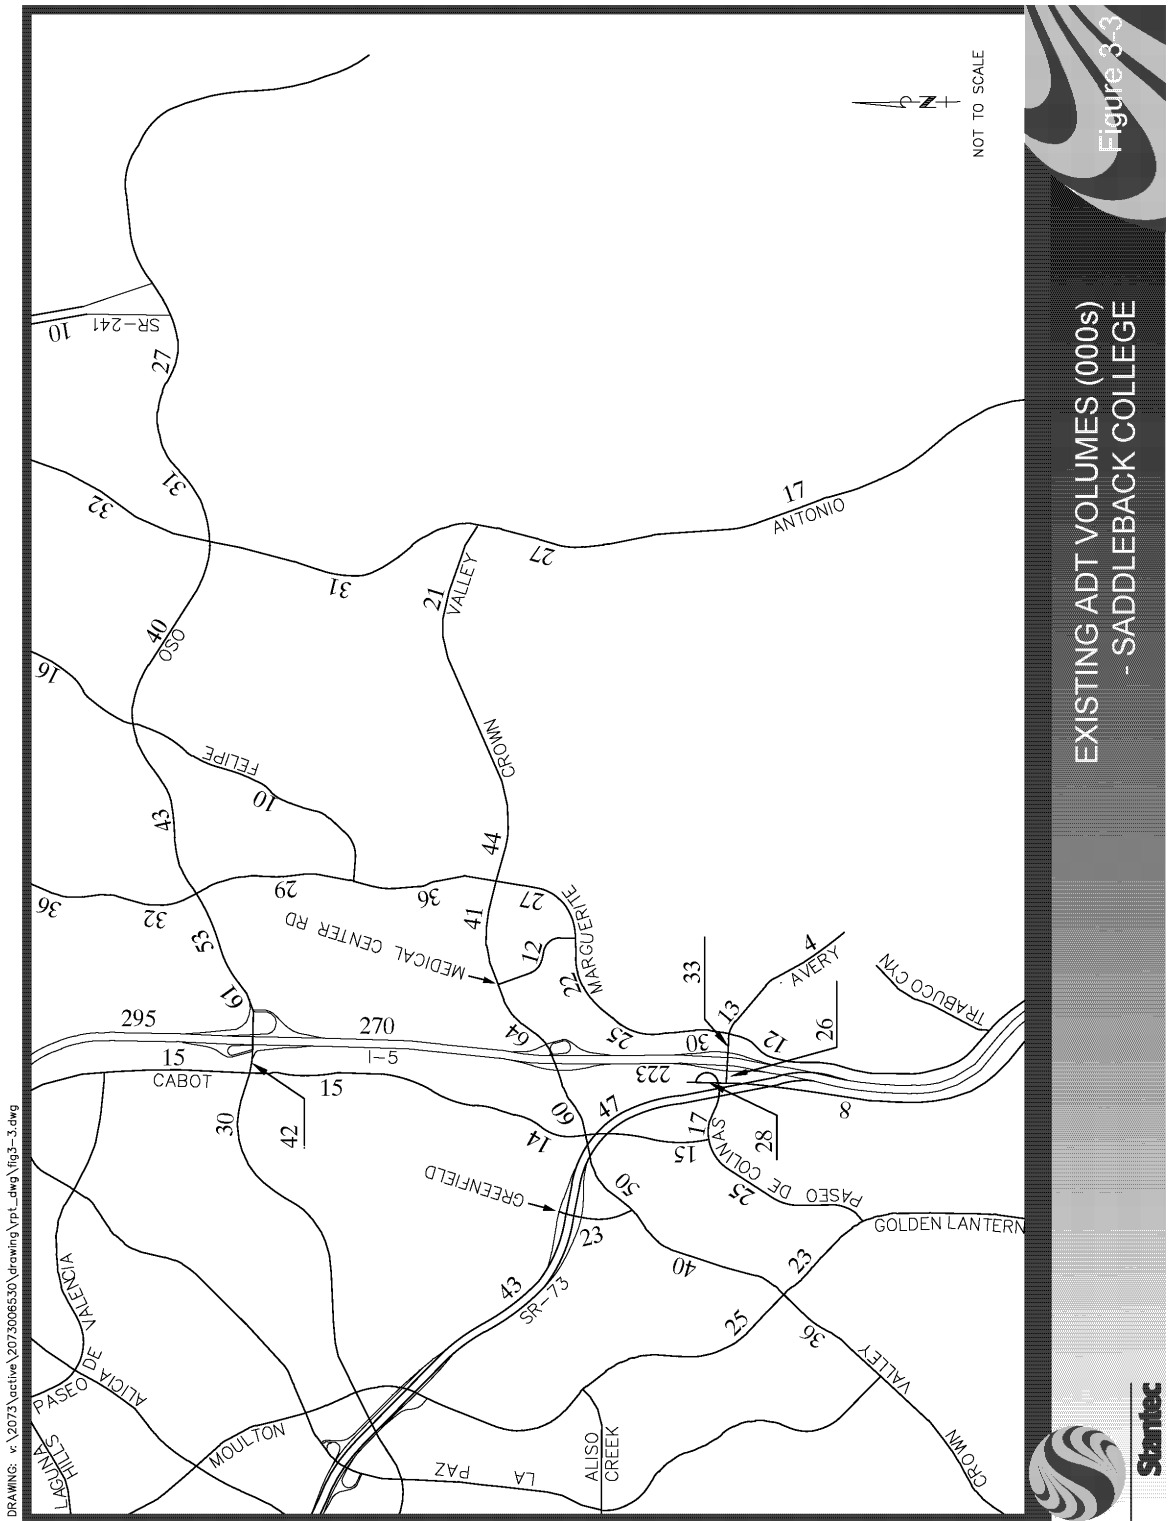 DRAWING: v:\2073\active\2073006530\drawing\rpt_dwg\fig3-3.dwg
Figure 3-3
EXISTING ADT VOLUMES (000s)
- SADDLEBACK COLLEGE
Stantec
N
NOT TO SCALE
10
SR-241
27
31
32
31
40
OSO
16
FELIPE
10
43
36
32
29
36
53
61
295
270
15
CABOT
15
I-5
30
42
17
ANTONIO
27
21
VALLEY
CROWN
44
41
27
MARGUERITE
MEDICAL CENTER RD
12
22
25
64
33
30
13
4
AVERY
12
26
TRABUCO CYN
223
8
28
60
47
14
17
15
PASEO DE COLINAS
25
GREENFIELD
50
23
43
SR-73
40
GOLDEN LANTERN
23
25
36
VALLEY
CROWN
PASEO
DE
VALENCIA
ALICIA
LAGUNA
HILLS
MOULTON
LA
PAZ
ALISO
CREEK